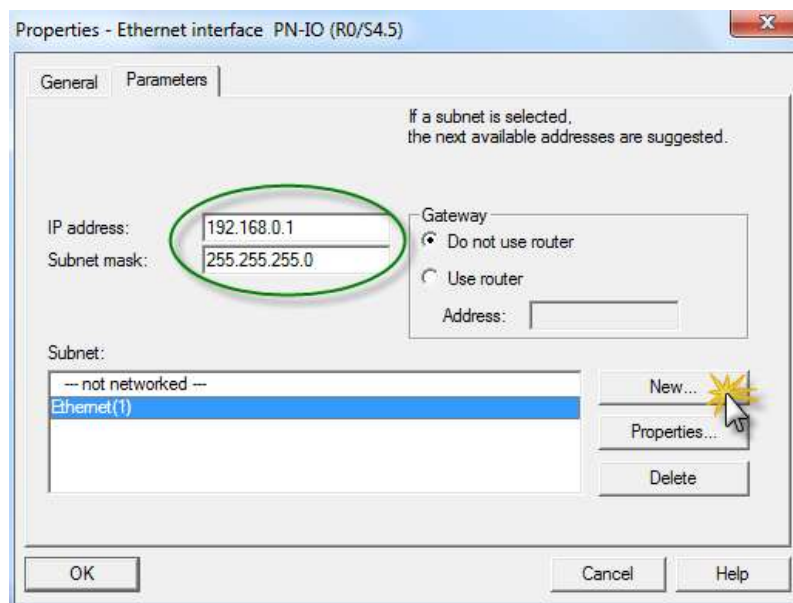 Properties - Ethernet interface PN-IO (R0/S4.5)
General
Parameters
If a subnet is selected,
the next available addresses are suggested.
IP address:
192.168.0.1
Subnet mask:
255.255.255.0
Gateway
Do not use router
Use router
Address:
Subnet:
--- not networked ---
Ethernet(1)
New...
Properties...
Delete
OK
Cancel
Help